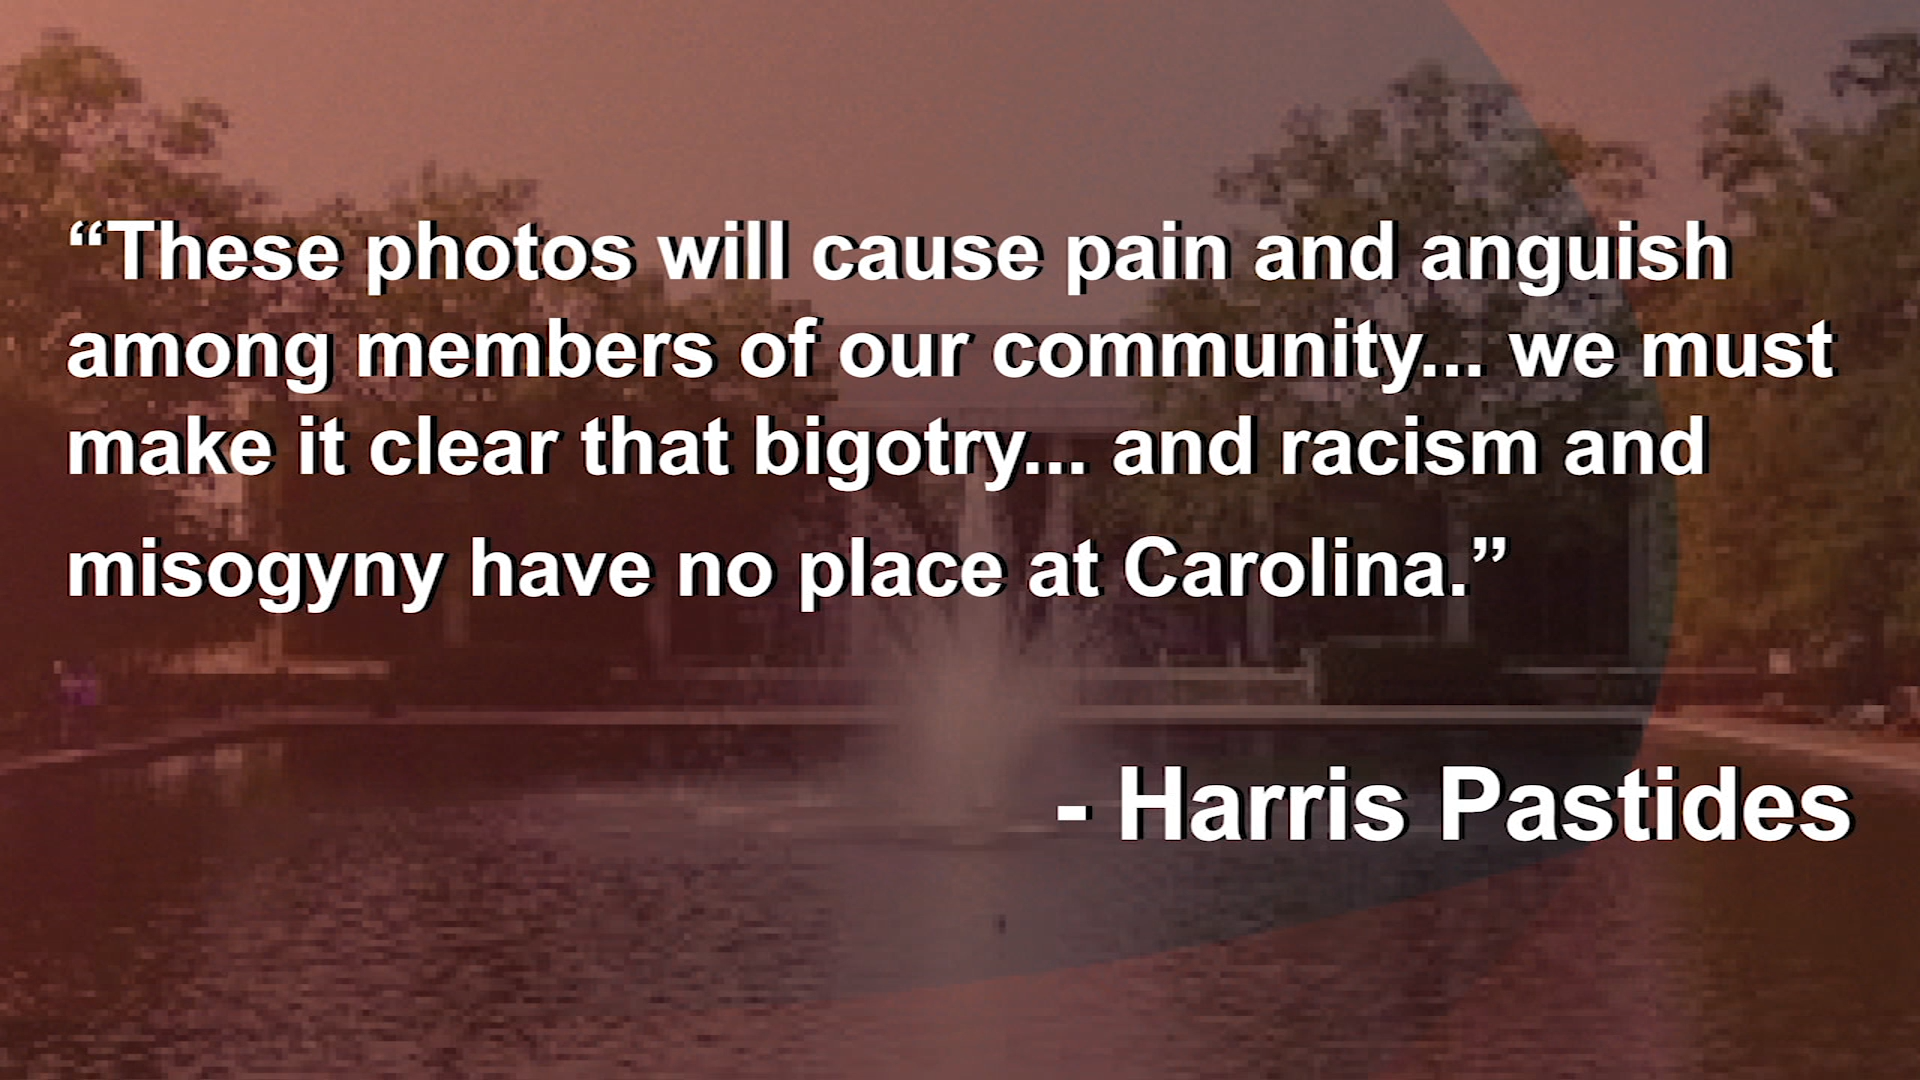 “These photos will cause pain and anguish
among members of our community... we must
make it clear that bigotry... and racism and
misogyny have no place at Carolina.”
- Harris Pastides